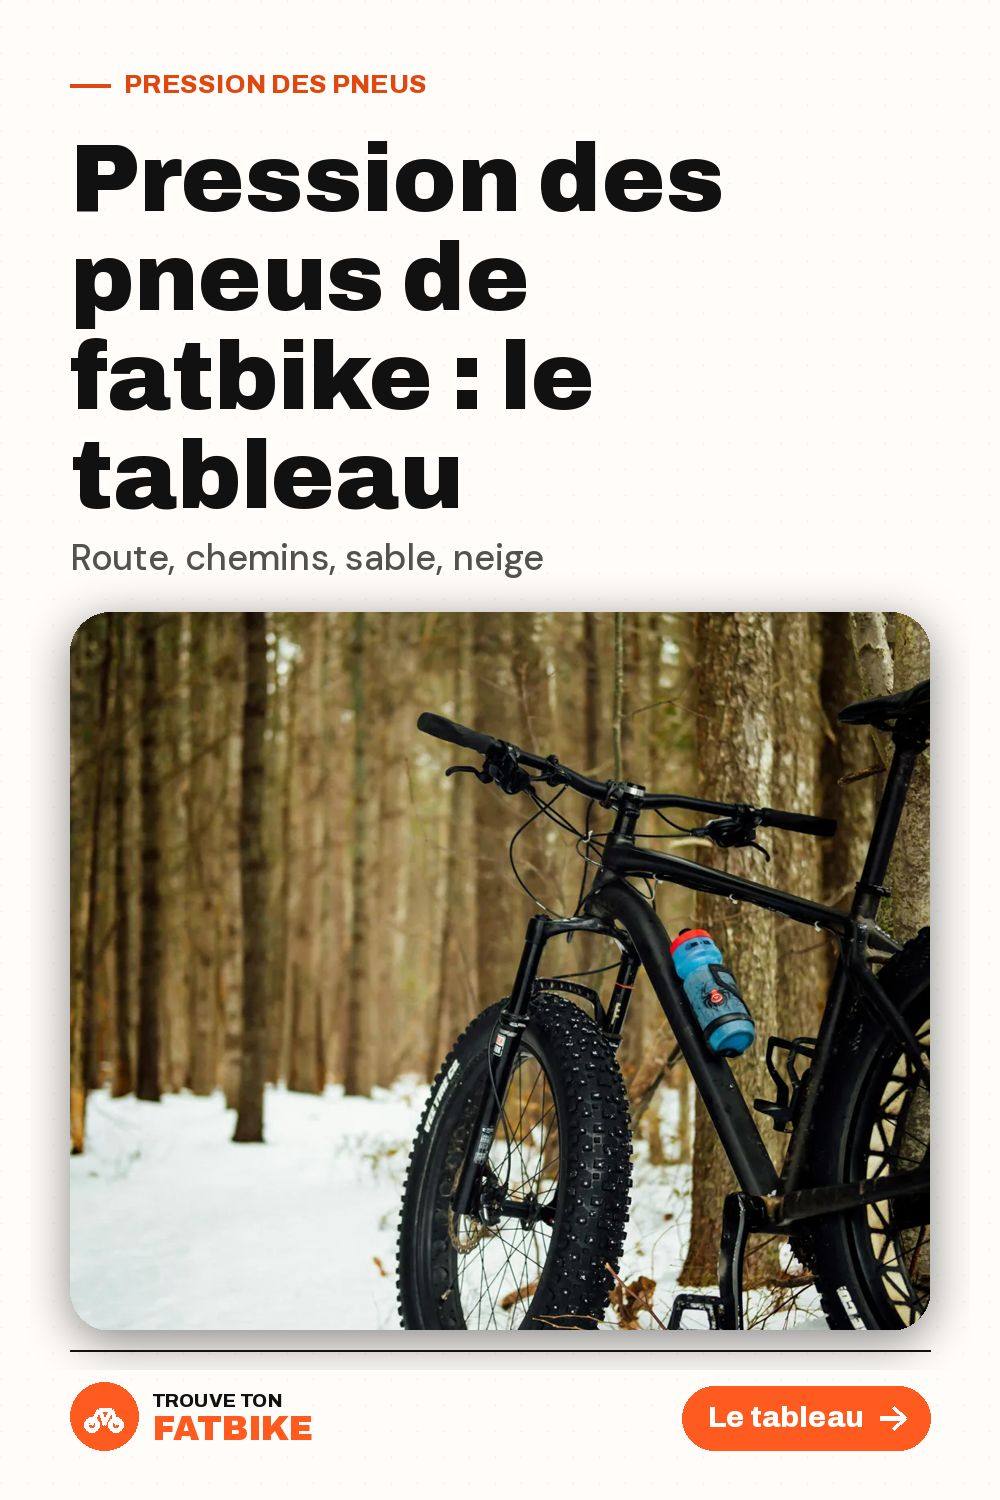 PRESSION DES PNEUS
Pression des
pneus de
fatbike : le
tableau
Route, chemins, sable, neige
TROUVE TON
FATBIKE
Le tableau